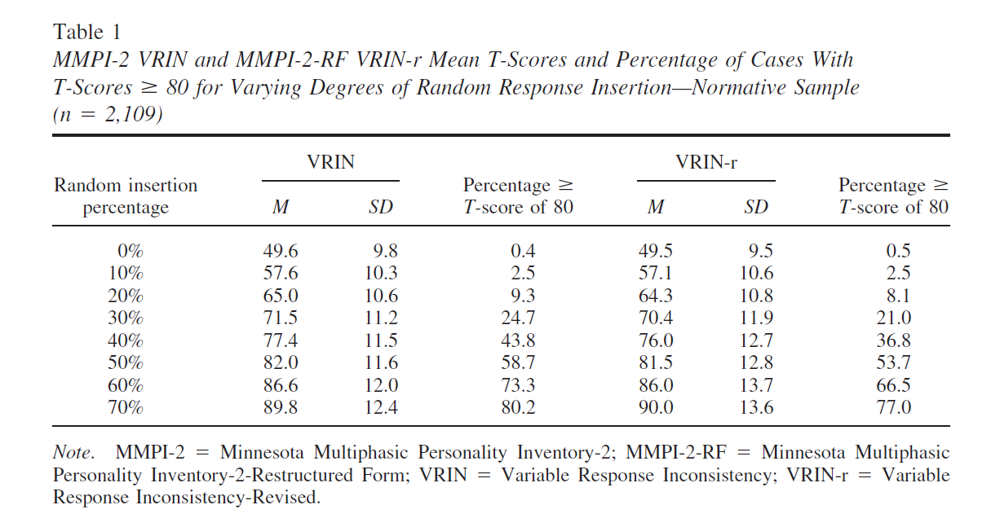 Table 1
MMPI-2 VRIN and MMPI-2-RF VRIN-r Mean T-Scores and Percentage of Cases With
T-Scores ≥ 80 for Varying Degrees of Random Response Insertion—Normative Sample
(n = 2,109)
VRIN VRIN-r
Random insertion Percentage ≥ Percentage ≥
percentage M SD T-score of 80 M SD T-score of 80
0% 49.6 9.8 0.4 49.5 9.5 0.5
10% 57.6 10.3 2.5 57.1 10.6 2.5
20% 65.0 10.6 9.3 64.3 10.8 8.1
30% 71.5 11.2 24.7 70.4 11.9 21.0
40% 77.4 11.5 43.8 76.0 12.7 36.8
50% 82.0 11.6 58.7 81.5 12.8 53.7
60% 86.6 12.0 73.3 86.0 13.7 66.5
70% 89.8 12.4 80.2 90.0 13.6 77.0
Note. MMPI-2 = Minnesota Multiphasic Personality Inventory-2; MMPI-2-RF = Minnesota Multiphasic
Personality Inventory-2-Restructured Form; VRIN = Variable Response Inconsistency; VRIN-r = Variable
Response Inconsistency-Revised.